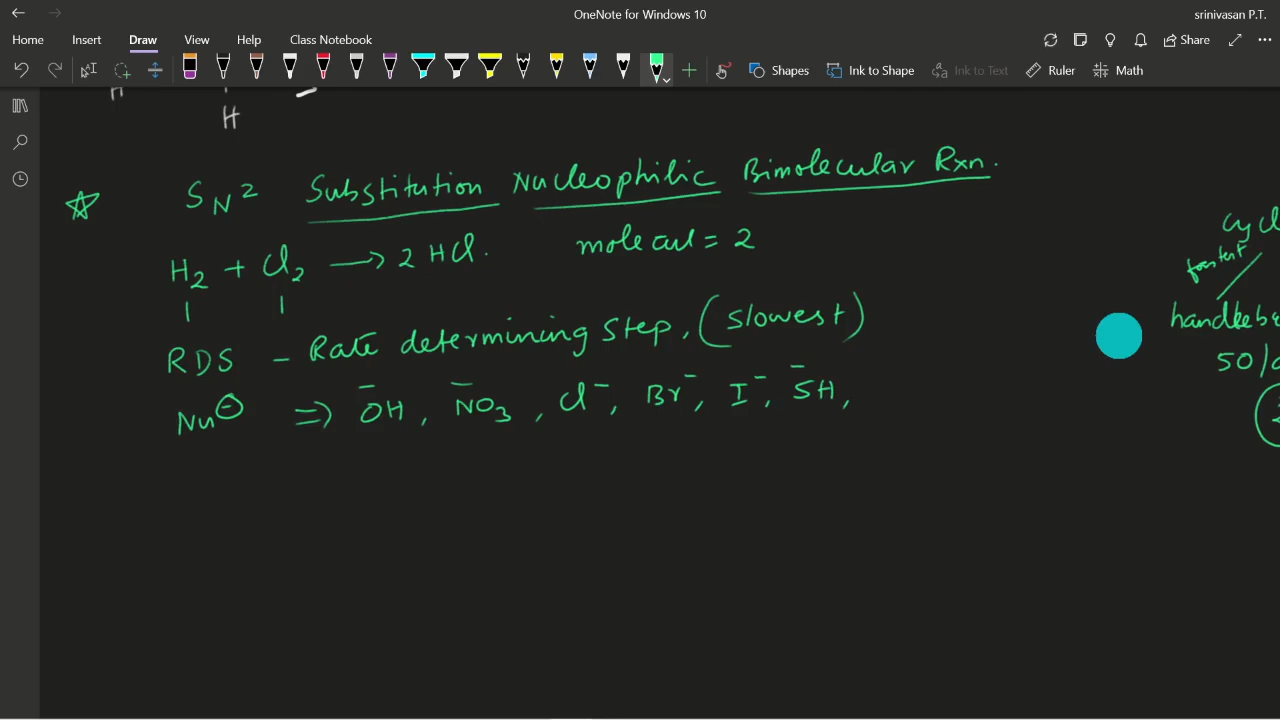 OneNote for Windows 10
srinivasan P.T.
Home Insert Draw View Help Class Notebook
Share
Shapes Ink to Shape Ink to Text Ruler Math
H
H
SN2 Substitution Nucleophilic Bimolecular Rxn.
H2 + Cl2 → 2 HCl. molecul = 2
1 1
RDS - Rate determining Step, (slowest)
Nu⊖ ⇒ ŌH, N̄O3, Cl⁻, Br⁻, I⁻, S̄H,
fastest
50/